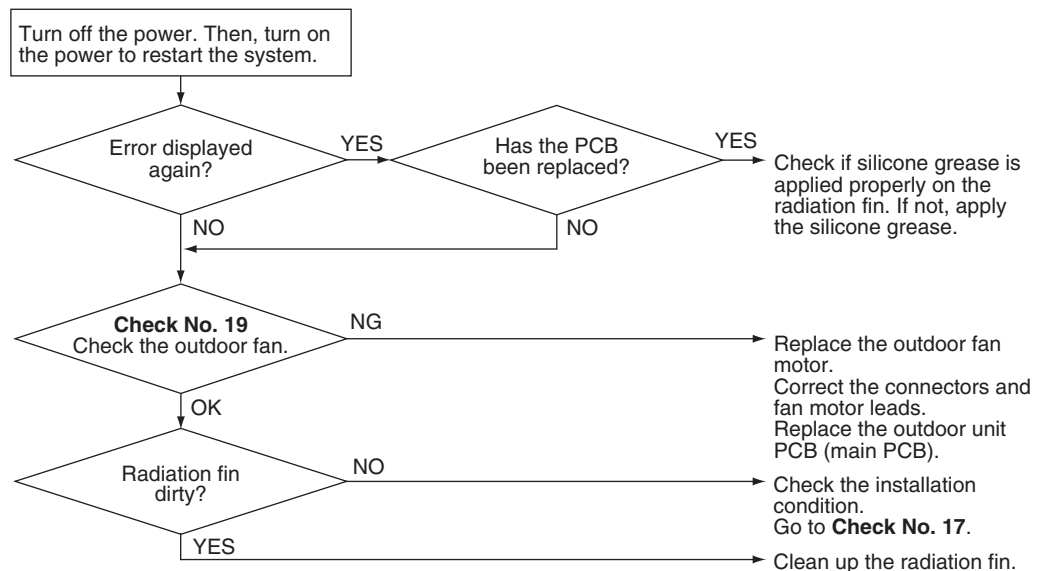 Turn off the power. Then, turn on
the power to restart the system.
Error displayed
again?
YES
Has the PCB
been replaced?
YES
Check if silicone grease is
applied properly on the
radiation fin. If not, apply
the silicone grease.
NO
NO
Check No. 19
Check the outdoor fan.
NG
Replace the outdoor fan
motor.
Correct the connectors and
fan motor leads.
Replace the outdoor unit
PCB (main PCB).
OK
Radiation fin
dirty?
NO
Check the installation
condition.
Go to Check No. 17.
YES
Clean up the radiation fin.